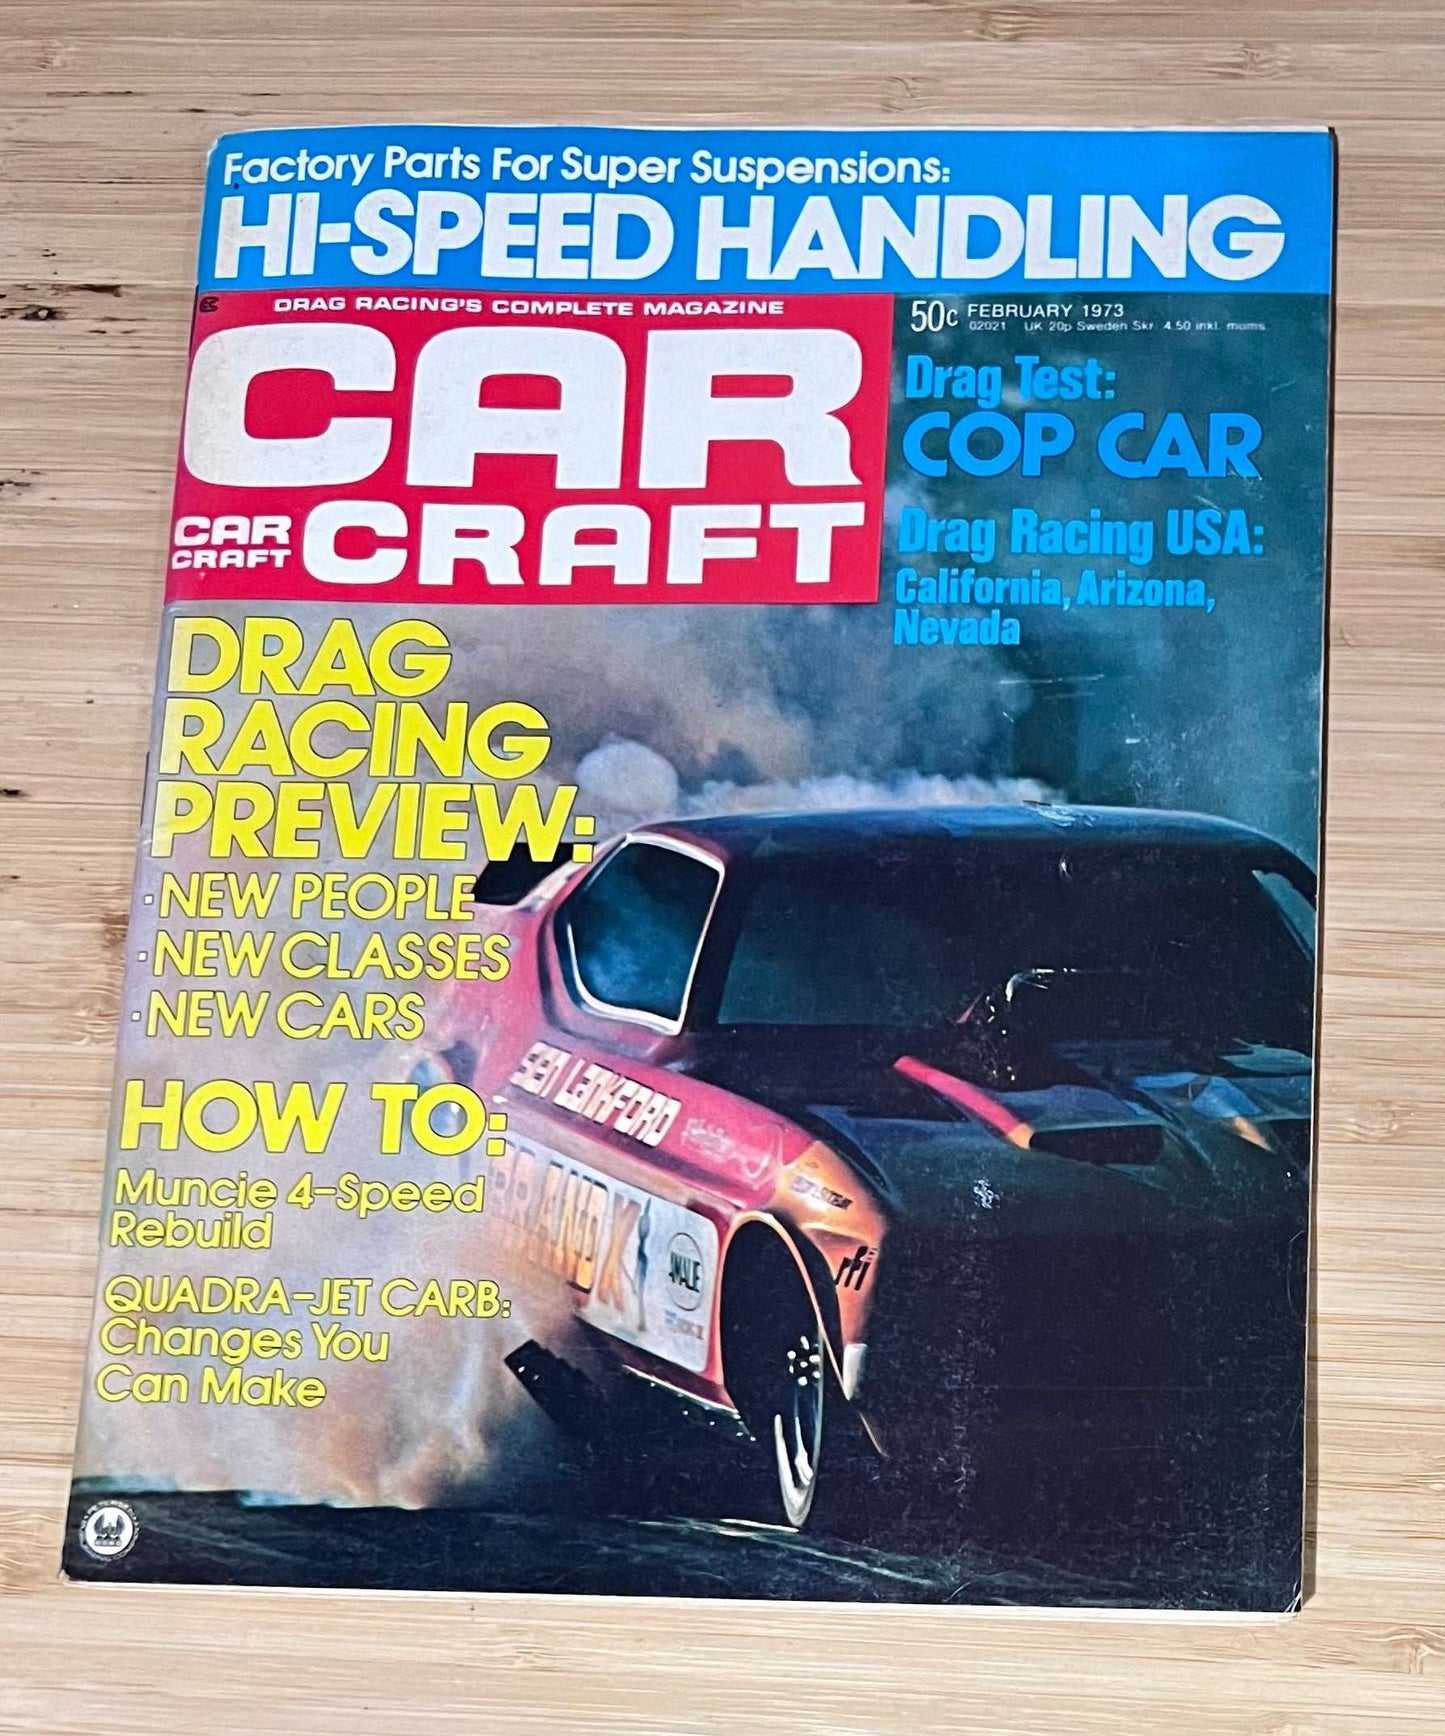 Factory Parts For Super Suspensions:
HI-SPEED HANDLING
DRAG RACING'S COMPLETE MAGAZINE
CAR
CRAFT
CAR
CRAFT
50c FEBRUARY 1973
02021 UK 20p Sweden Skr 4.50 inkl. moms
Drag Test:
COP CAR
Drag Racing USA:
California, Arizona,
Nevada
DRAG
RACING
PREVIEW:
·NEW PEOPLE
·NEW CLASSES
·NEW CARS
HOW TO:
Muncie 4-Speed
Rebuild
QUADRA-JET CARB:
Changes You
Can Make
LANKFORD
AMALIE